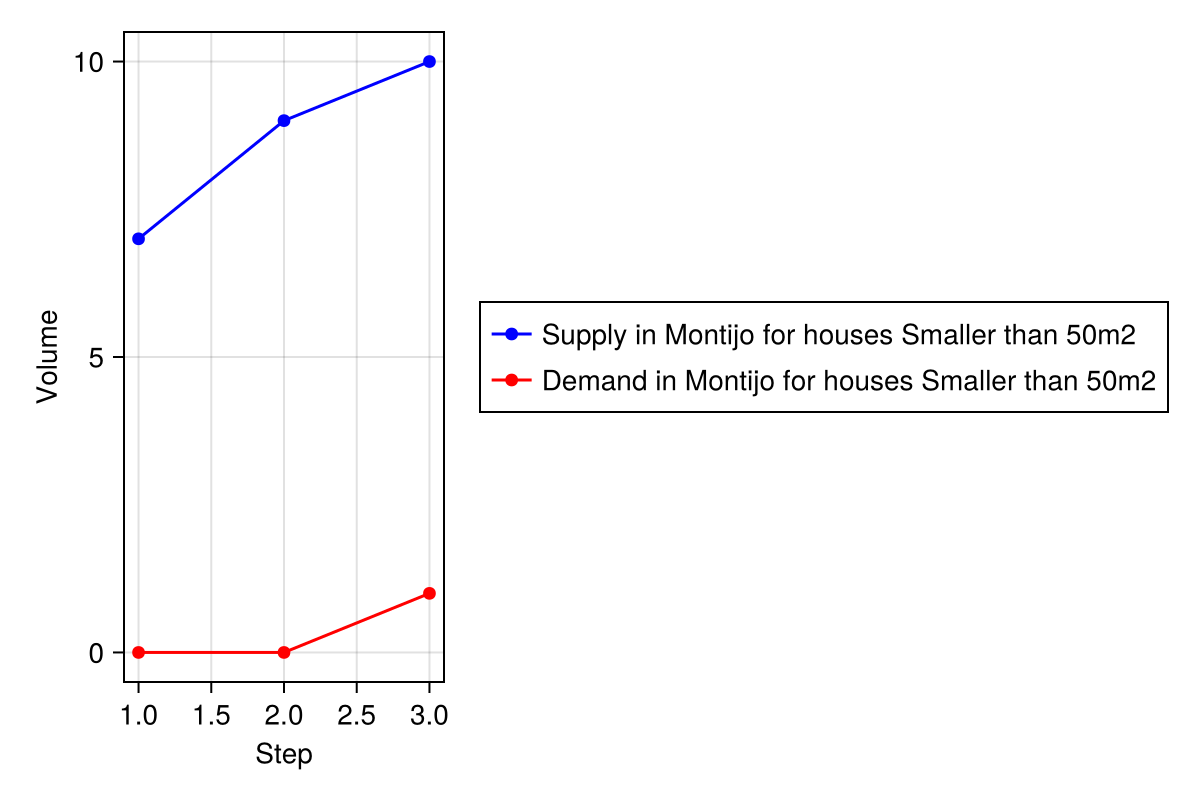 10
5
0
Volume
1.0 1.5 2.0 2.5 3.0
Step
Supply in Montijo for houses Smaller than 50m2
Demand in Montijo for houses Smaller than 50m2